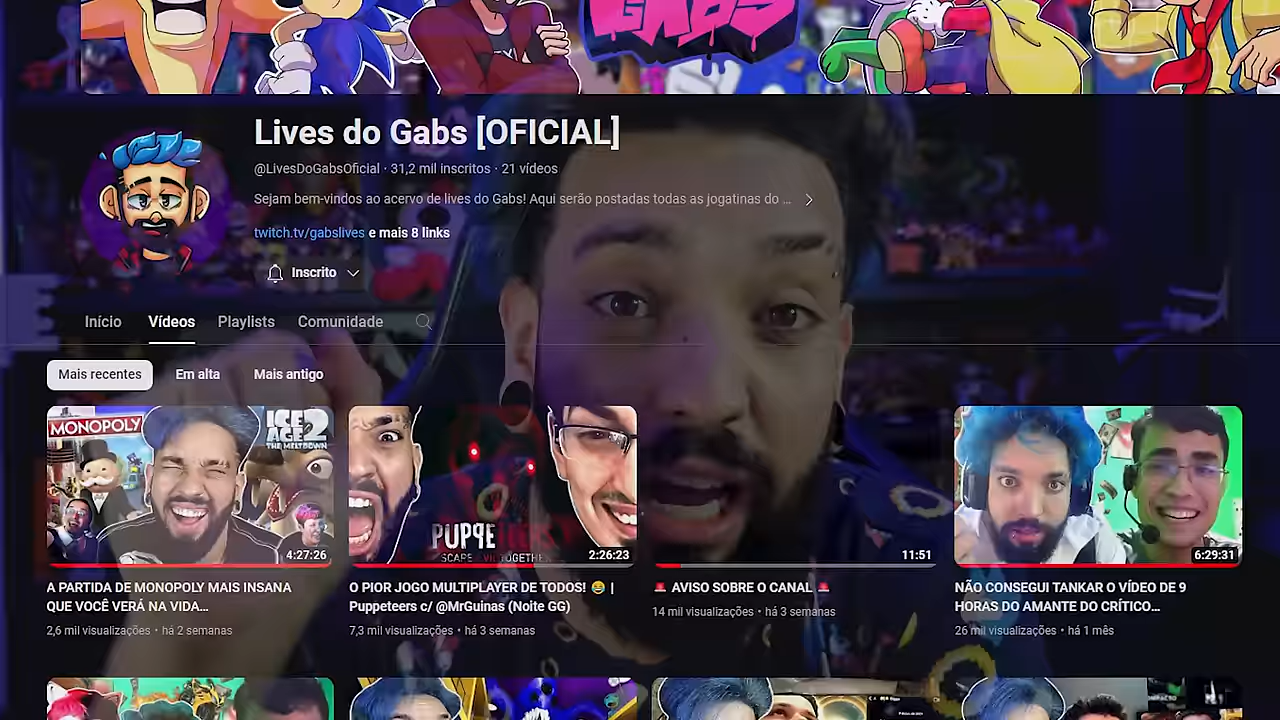 GABS
Lives do Gabs [OFICIAL]
@LivesDoGabsOficial · 31,2 mil inscritos · 21 vídeos
Sejam bem-vindos ao acervo de lives do Gabs! Aqui serão postadas todas as jogatinas do ...
twitch.tv/gabslives e mais 8 links
Inscrito
Início Vídeos Playlists Comunidade
Mais recentes Em alta Mais antigo
MONOPOLY
ICE AGE 2
THE MELTDOWN
PUPPE
4:27:26 2:26:23 11:51 6:29:31
A PARTIDA DE MONOPOLY MAIS INSANA
QUE VOCÊ VERÁ NA VIDA...
2,6 mil visualizações • há 2 semanas
O PIOR JOGO MULTIPLAYER DE TODOS! 😂 |
Puppeteers c/ @MrGuinas (Noite GG)
7,3 mil visualizações • há 3 semanas
🚨 AVISO SOBRE O CANAL 🚨
14 mil visualizações • há 3 semanas
NÃO CONSEGUI TANKAR O VÍDEO DE 9
HORAS DO AMANTE DO CRÍTICO...
26 mil visualizações • há 1 mês